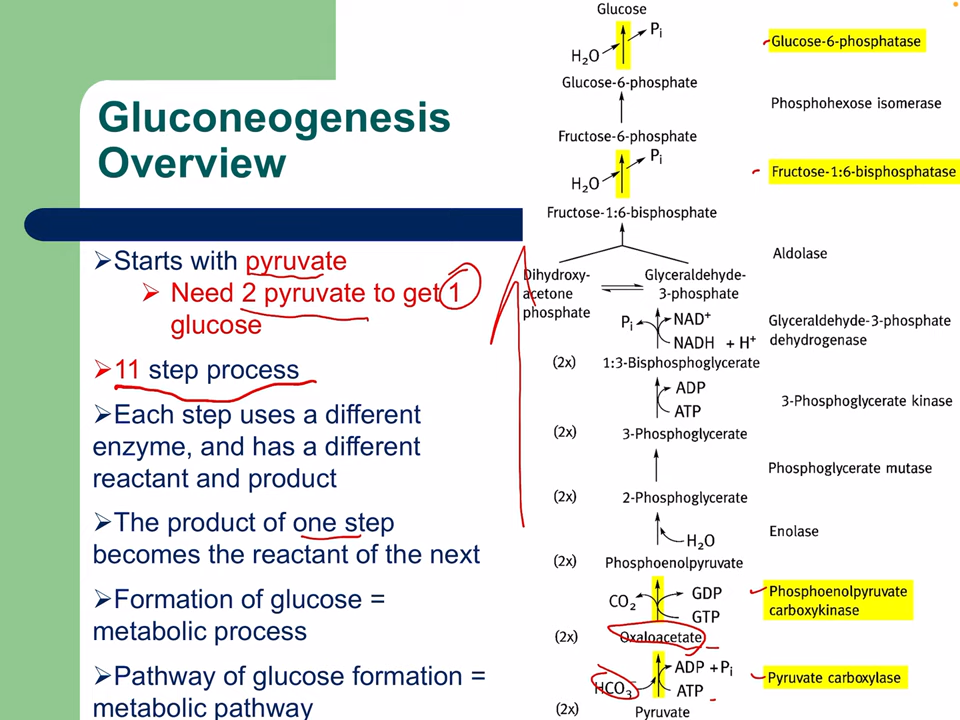 Gluconeogenesis
Overview
➢Starts with pyruvate
➢ Need 2 pyruvate to get 1
glucose
➢11 step process
➢Each step uses a different
enzyme, and has a different
reactant and product
➢The product of one step
becomes the reactant of the next
➢Formation of glucose =
metabolic process
➢Pathway of glucose formation =
metabolic pathway
Glucose
Pi
H₂O
Glucose-6-phosphatase
Glucose-6-phosphate
Phosphohexose isomerase
Fructose-6-phosphate
Pi
H₂O
Fructose-1:6-bisphosphatase
Fructose-1:6-bisphosphate
Aldolase
Dihydroxy-
acetone
phosphate
Glyceraldehyde-
3-phosphate
Pi
NAD⁺
NADH + H⁺
Glyceraldehyde-3-phosphate
dehydrogenase
(2x) 1:3-Bisphosphoglycerate
ADP
ATP
3-Phosphoglycerate kinase
(2x) 3-Phosphoglycerate
Phosphoglycerate mutase
(2x) 2-Phosphoglycerate
H₂O
Enolase
(2x) Phosphoenolpyruvate
CO₂
GDP
GTP
Phosphoenolpyruvate
carboxykinase
(2x) Oxaloacetate
HCO₃⁻
ADP + Pi
ATP
Pyruvate carboxylase
(2x) Pyruvate